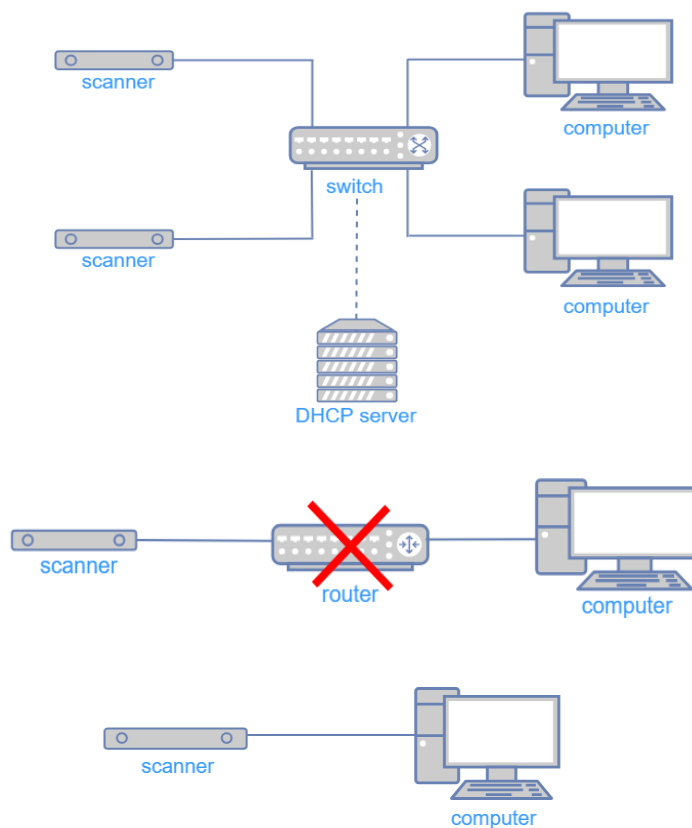 scanner
computer
switch
scanner
computer
DHCP server
scanner
router
computer
scanner
computer